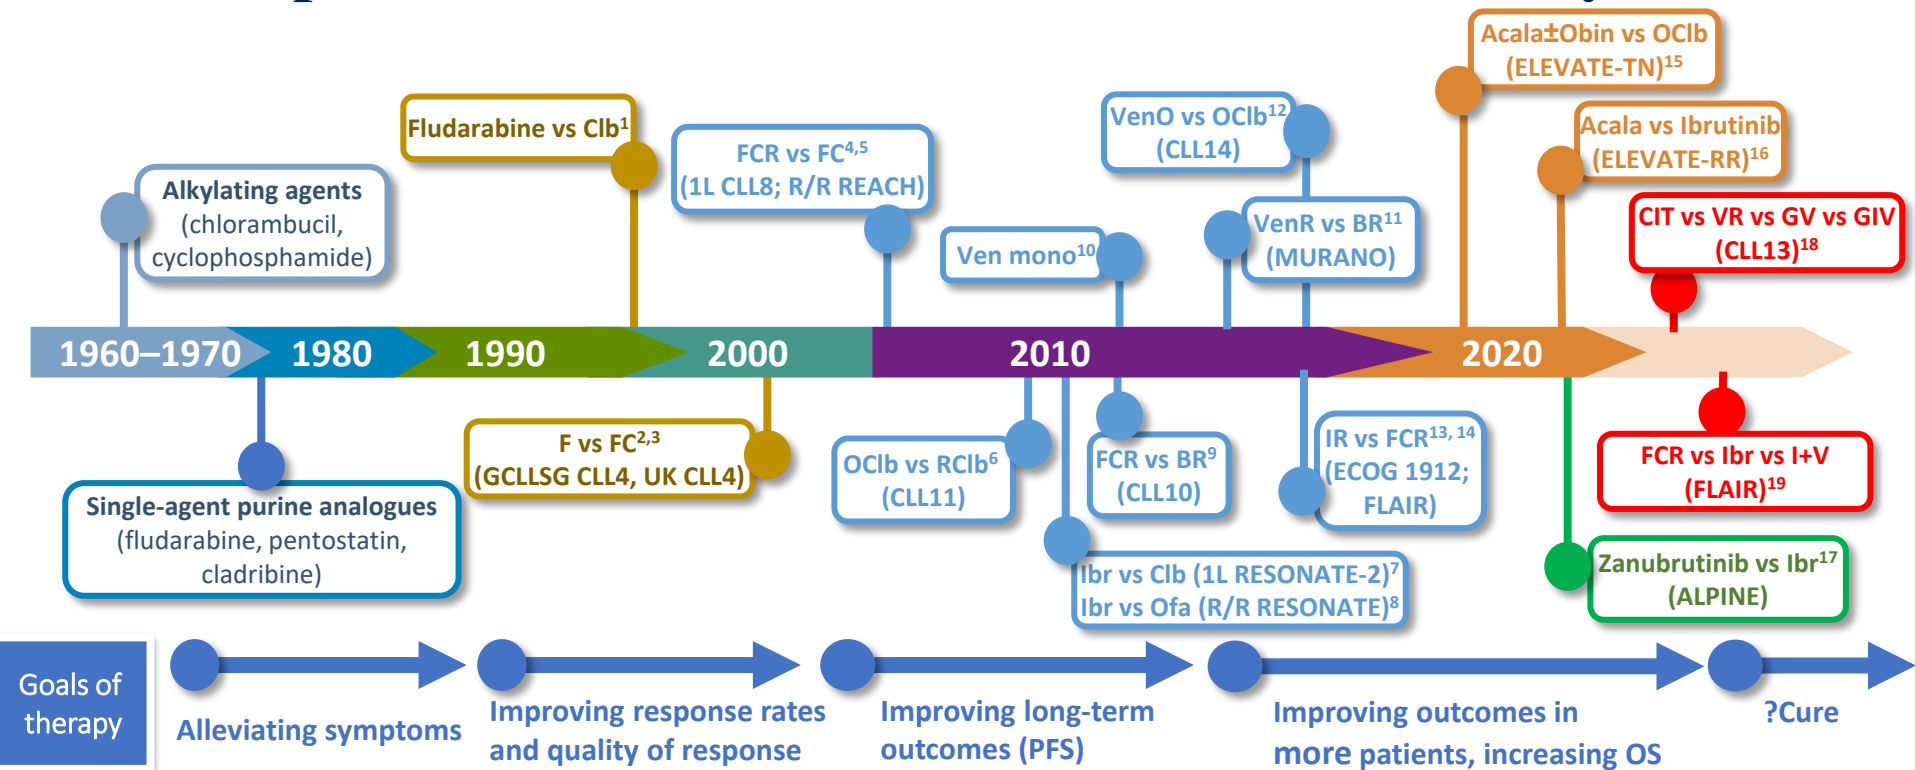 Acala±Obin vs OClb
(ELEVATE-TN)15
Fludarabine vs Clb1
VenO vs OClb12
(CLL14)
Acala vs Ibrutinib
(ELEVATE-RR)16
FCR vs FC4,5
(1L CLL8; R/R REACH)
Alkylating agents
(chlorambucil,
cyclophosphamide)
CIT vs VR vs GV vs GIV
(CLL13)18
VenR vs BR11
(MURANO)
Ven mono10
1960–1970
1980
1990
2000
2010
2020
F vs FC2,3
(GCLLSG CLL4, UK CLL4)
OClb vs RClb6
(CLL11)
FCR vs BR9
(CLL10)
IR vs FCR13, 14
(ECOG 1912;
FLAIR)
FCR vs Ibr vs I+V
(FLAIR)19
Single-agent purine analogues
(fludarabine, pentostatin,
cladribine)
Ibr vs Clb (1L RESONATE-2)7
Ibr vs Ofa (R/R RESONATE)8
Zanubrutinib vs Ibr17
(ALPINE)
Goals of
therapy
Alleviating symptoms
Improving response rates
and quality of response
Improving long-term
outcomes (PFS)
Improving outcomes in
more patients, increasing OS
?Cure